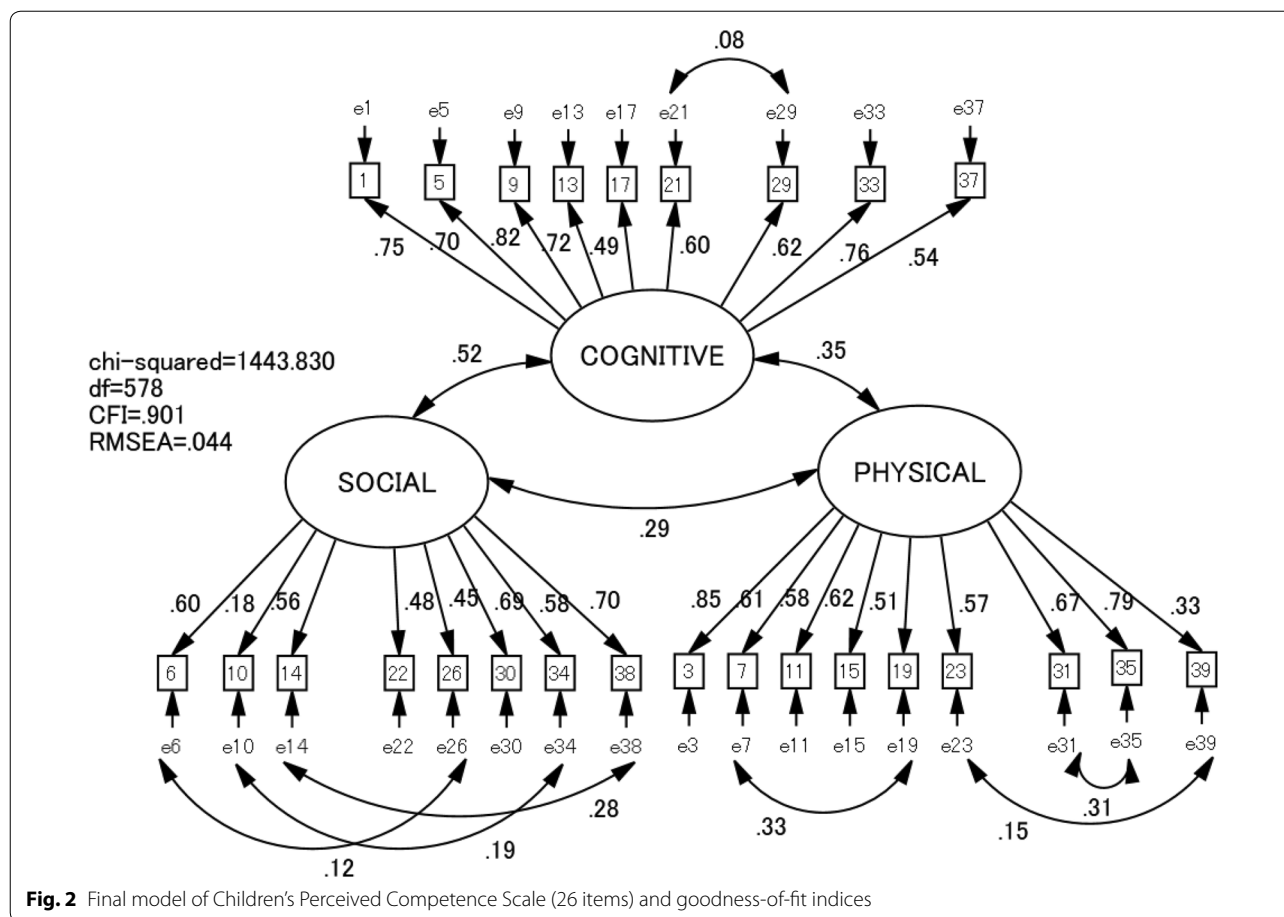 .08
e1 e5 e9 e13 e17 e21 e29 e33 e37
1 5 9 13 17 21 29 33 37
.75 .70 .82 .72 .49 .60 .62 .76 .54
COGNITIVE
.52 .35
chi-squared=1443.830
df=578
CFI=.901
RMSEA=.044
SOCIAL
PHYSICAL
.29
.60 .18 .56 .48 .45 .69 .58 .70
.85 .61 .58 .62 .51 .57 .67 .79 .33
6 10 14 22 26 30 34 38
3 7 11 15 19 23 31 35 39
e6 e10 e14 e22 e26 e30 e34 e38
e3 e7 e11 e15 e19 e23 e31 e35 e39
.28 .19 .12
.33 .31 .15
Fig. 2 Final model of Children's Perceived Competence Scale (26 items) and goodness-of-fit indices